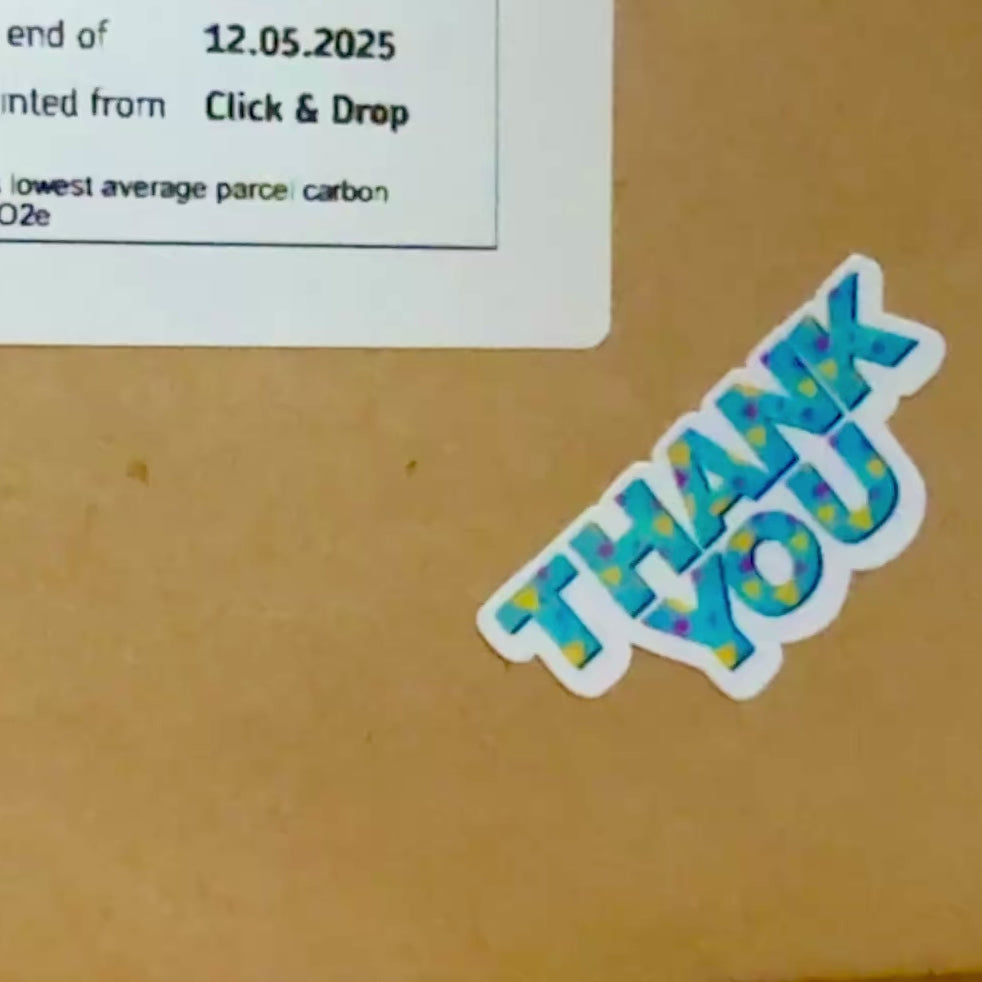 end of 12.05.2025
inted from Click & Drop
lowest average parcel carbon
O2e
THANK
YOU